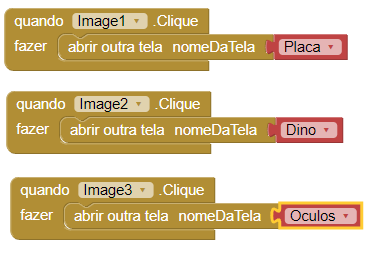 quando Image1 .Clique
fazer abrir outra tela nomeDaTela Placa
quando Image2 .Clique
fazer abrir outra tela nomeDaTela Dino
quando Image3 .Clique
fazer abrir outra tela nomeDaTela Oculos